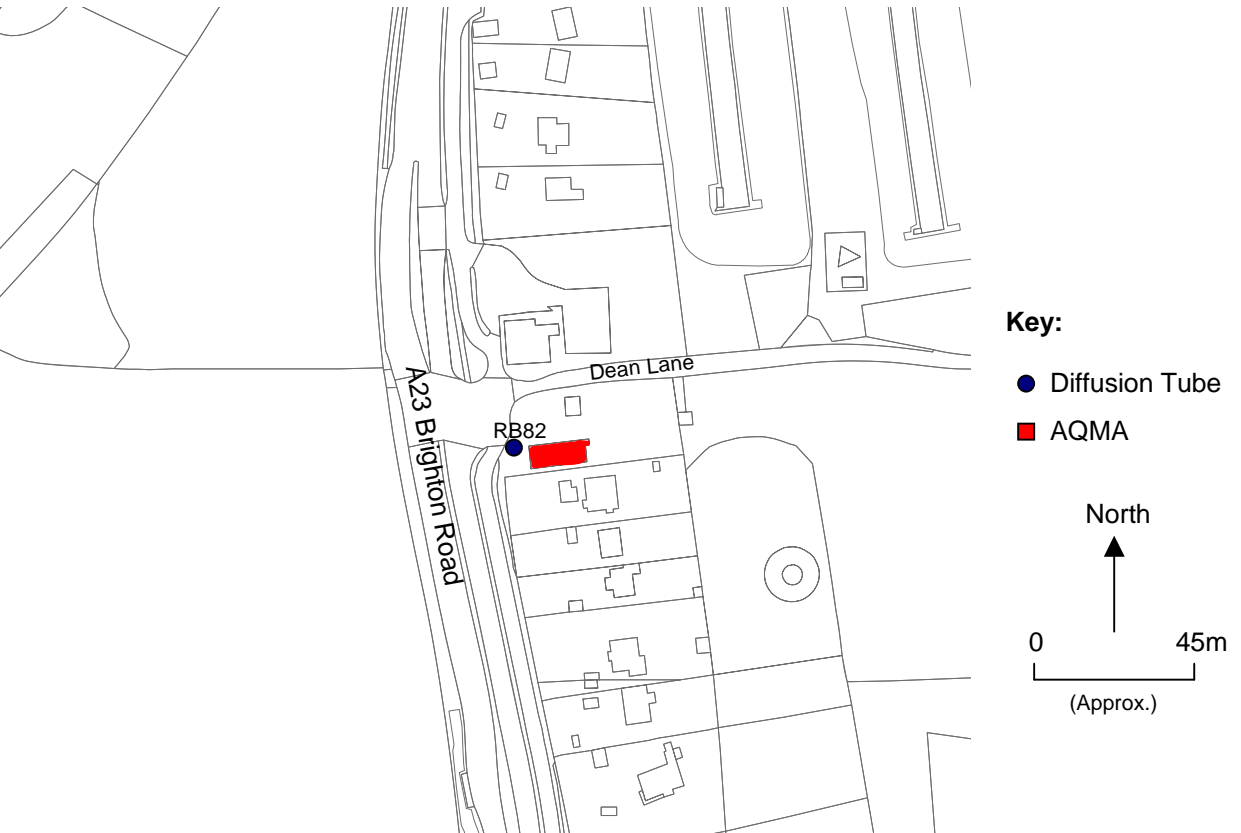 Dean Lane
A23 Brighton Road
RB82
Key:
Diffusion Tube
AQMA
North
0 45m
(Approx.)